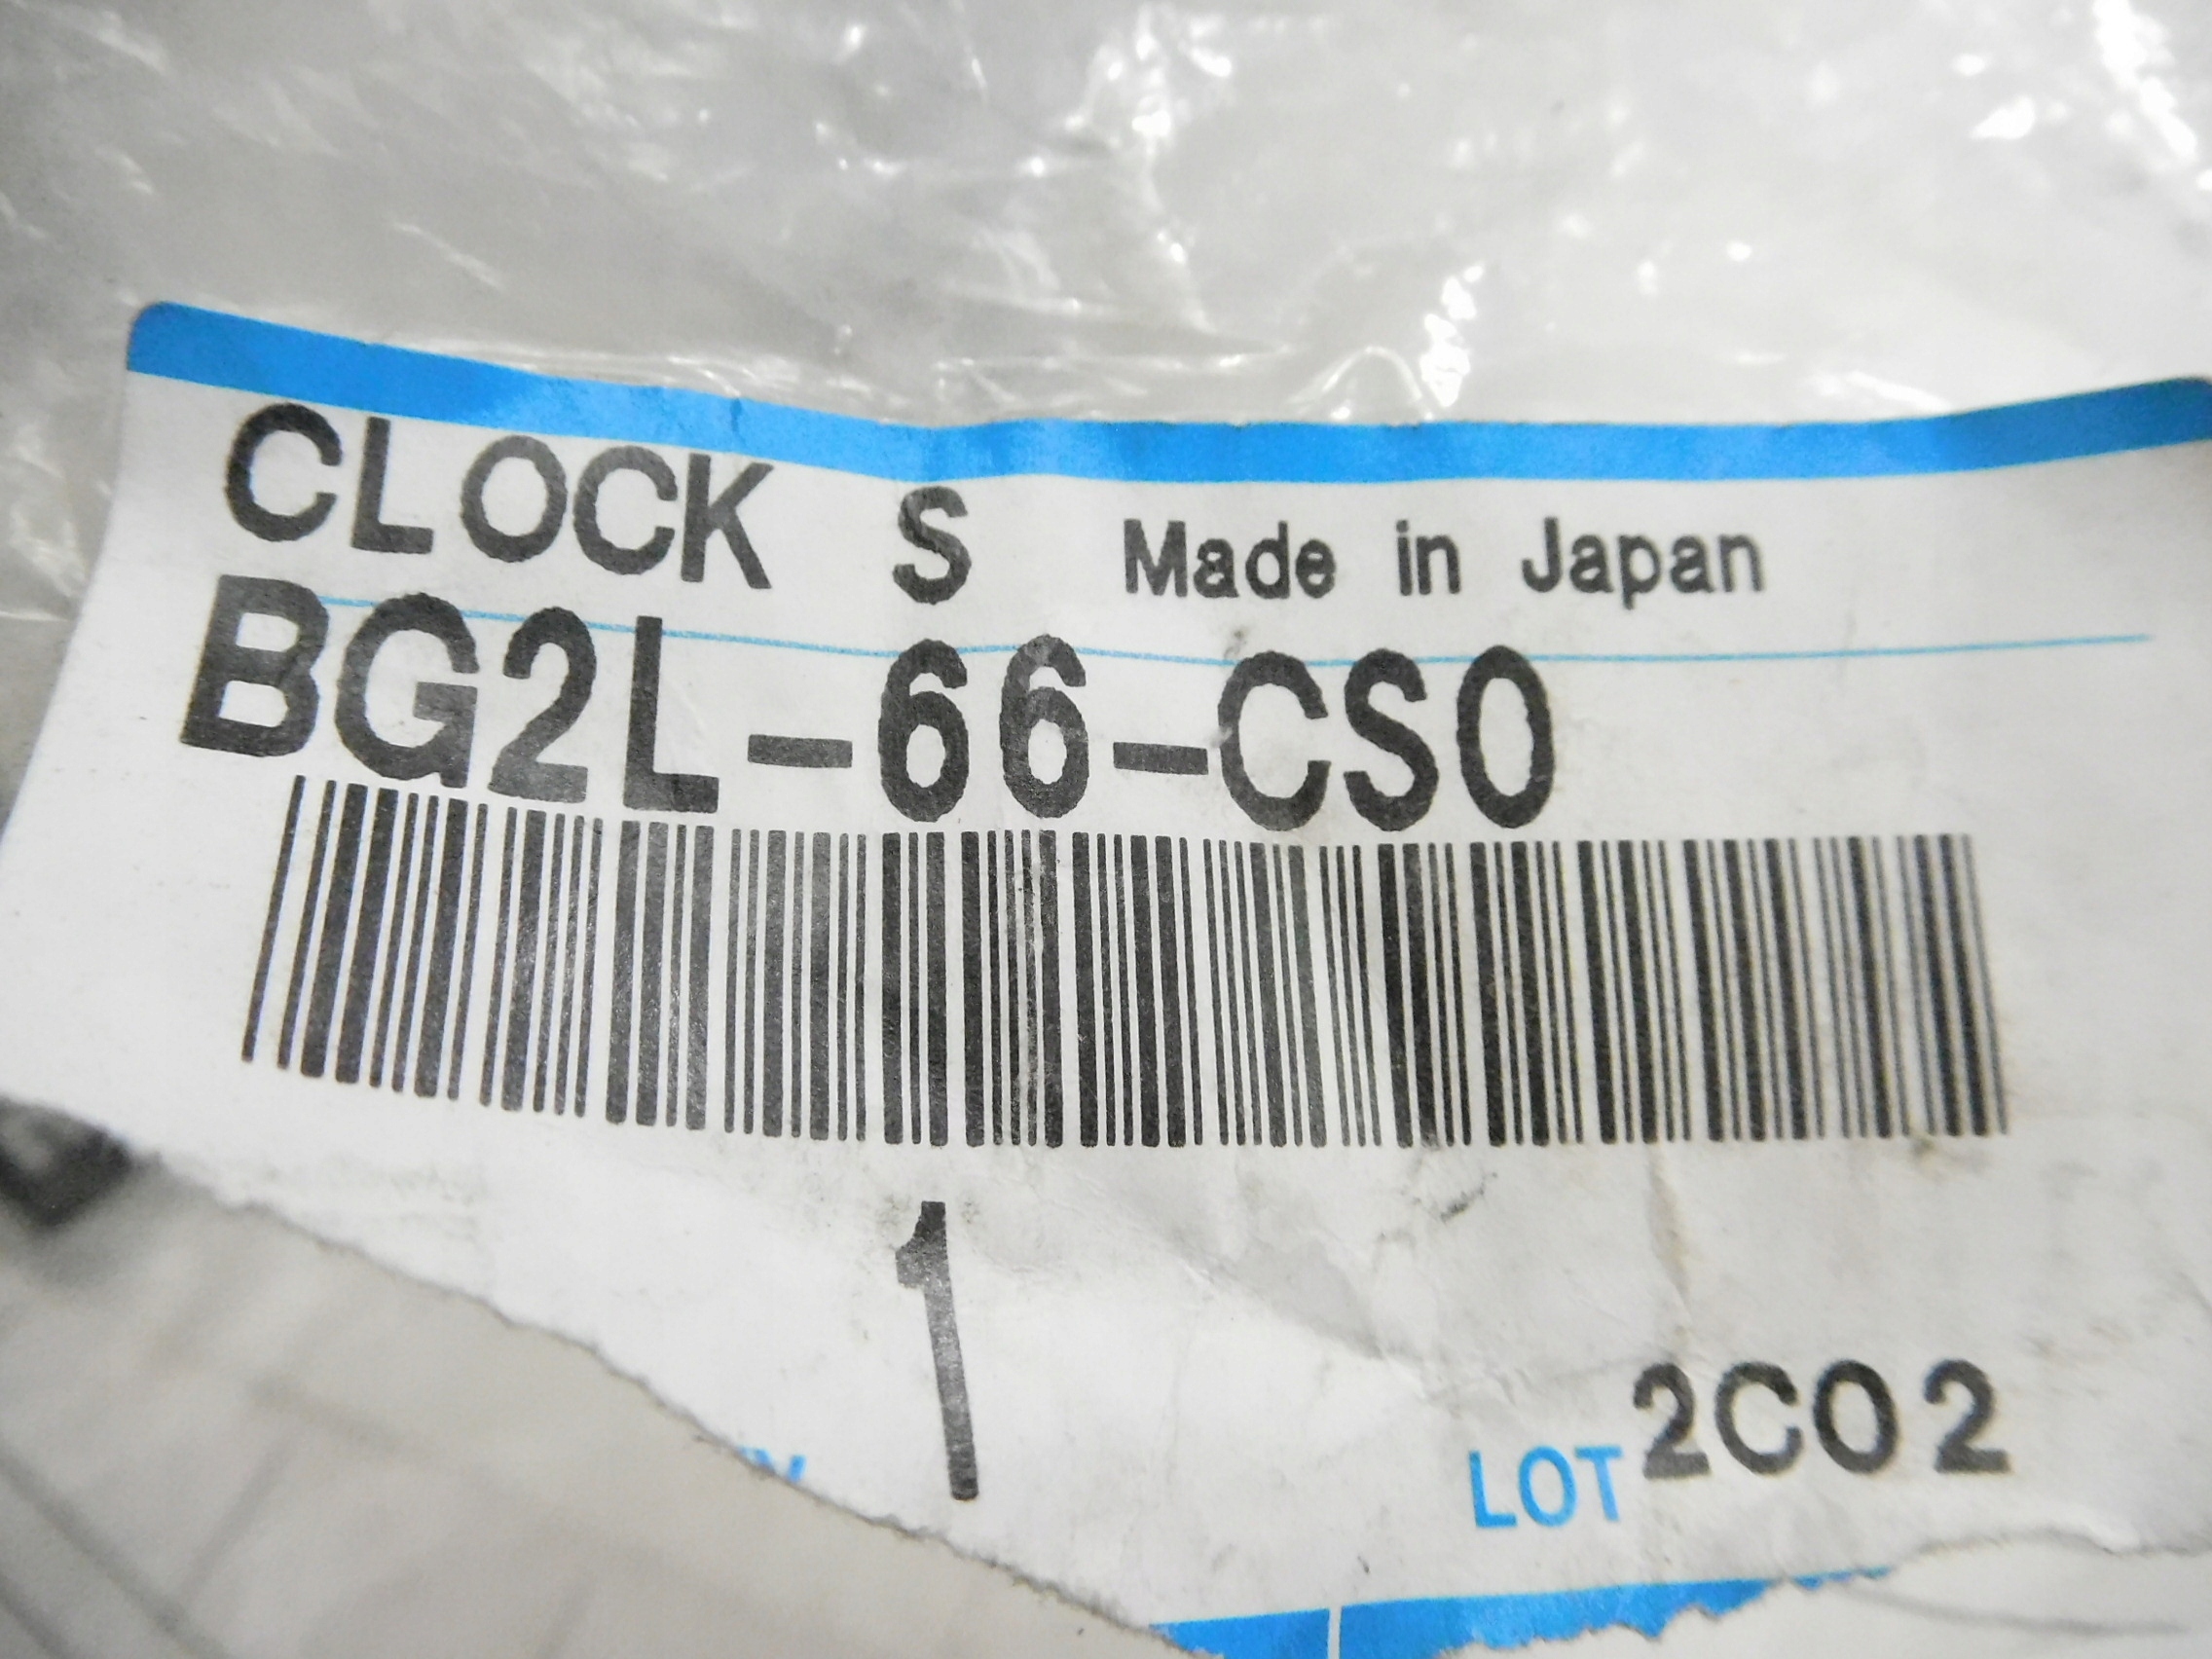 CLOCK S Made in Japan
BG2L-66-CS0
1
LOT 2C02